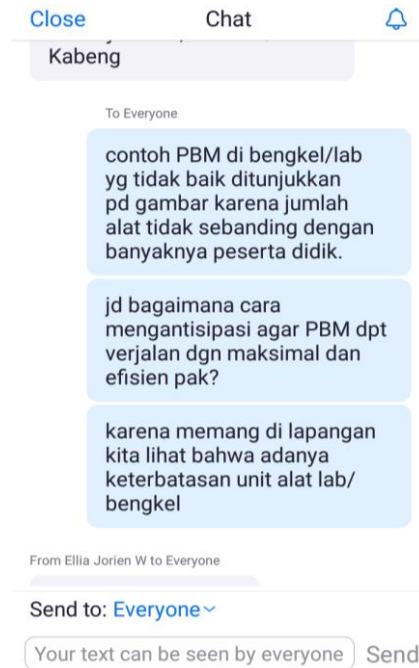 Close
Chat
Kabeng
To Everyone
contoh PBM di bengkel/lab
yg tidak baik ditunjukkan
pd gambar karena jumlah
alat tidak sebanding dengan
banyaknya peserta didik.
jd bagaimana cara
mengantisipasi agar PBM dpt
verjalan dgn maksimal dan
efisien pak?
karena memang di lapangan
kita lihat bahwa adanya
keterbatasan unit alat lab/
bengkel
From Ellia Jorien W to Everyone
Send to: Everyone
Your text can be seen by everyone
Send